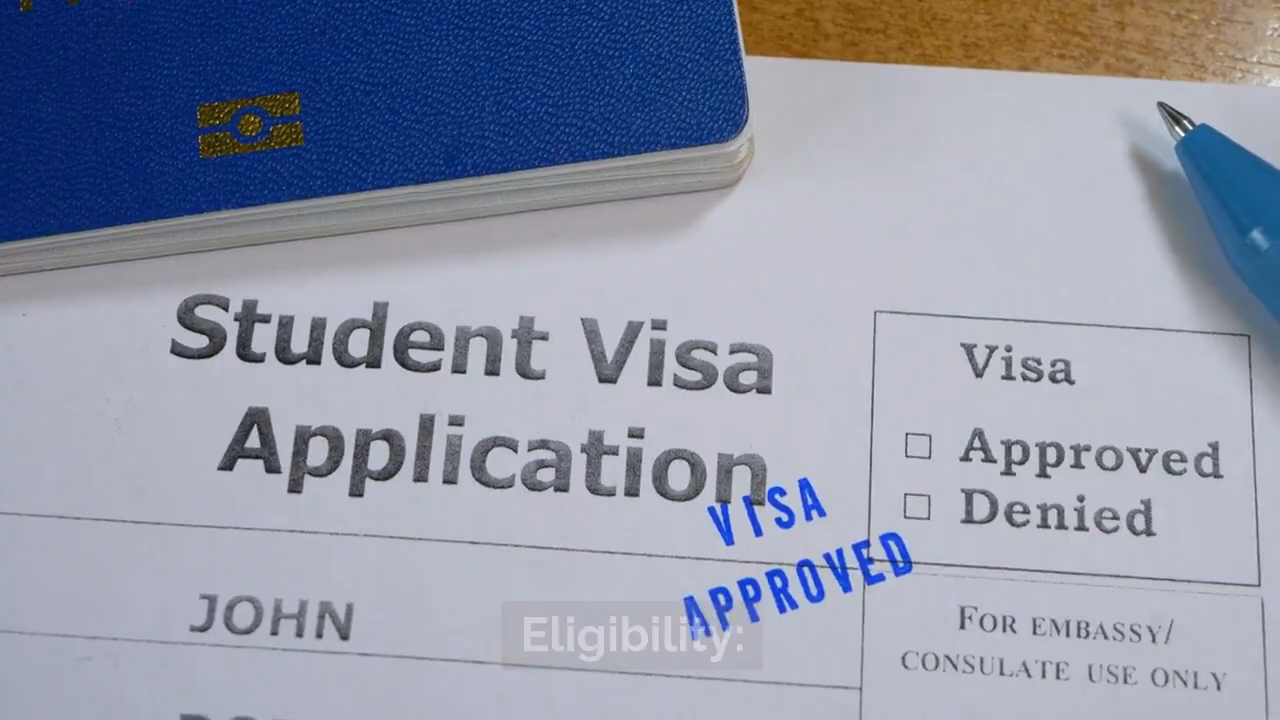 Student Visa
Application
Visa
Approved
Denied
VISA
APPROVED
JOHN
Eligibility:
FOR EMBASSY/
CONSULATE USE ONLY